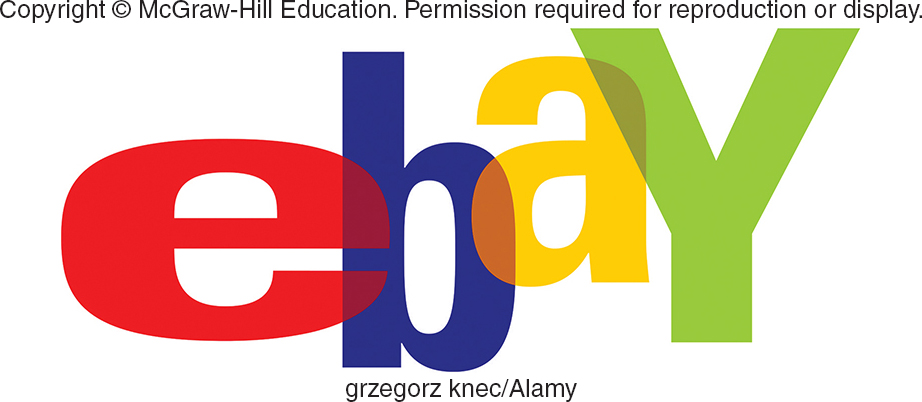 Copyright © McGraw-Hill Education. Permission required for reproduction or display.
ebaY
grzegorz knec/Alamy